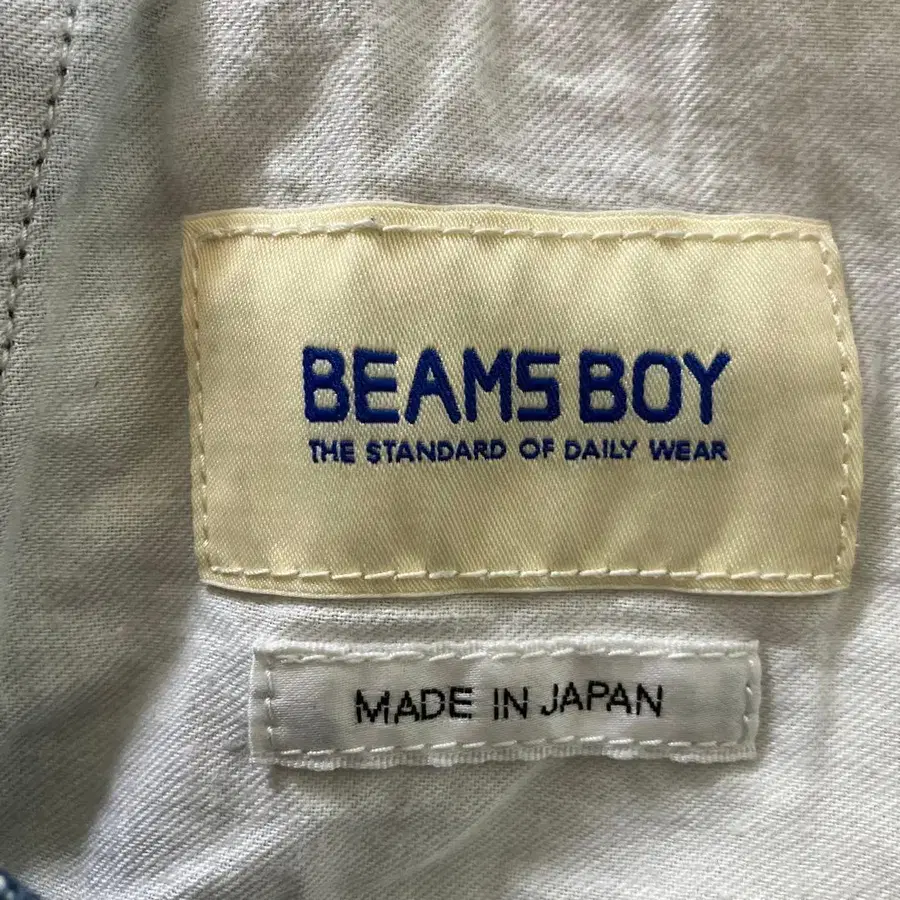 BEAMS BOY
THE STANDARD OF DAILY WEAR
MADE IN JAPAN